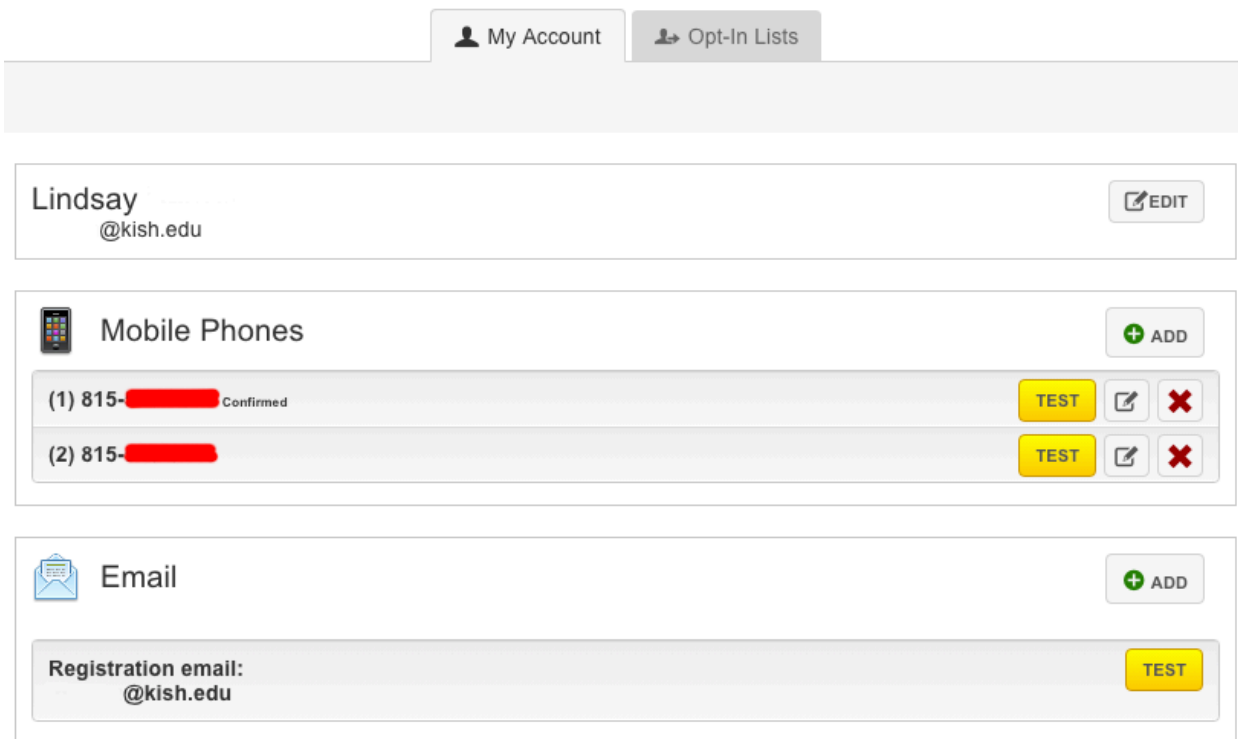 My Account Opt-In Lists
Lindsay
@kish.edu
EDIT
Mobile Phones
ADD
(1) 815- Confirmed
TEST
(2) 815-
TEST
Email
ADD
Registration email:
@kish.edu
TEST